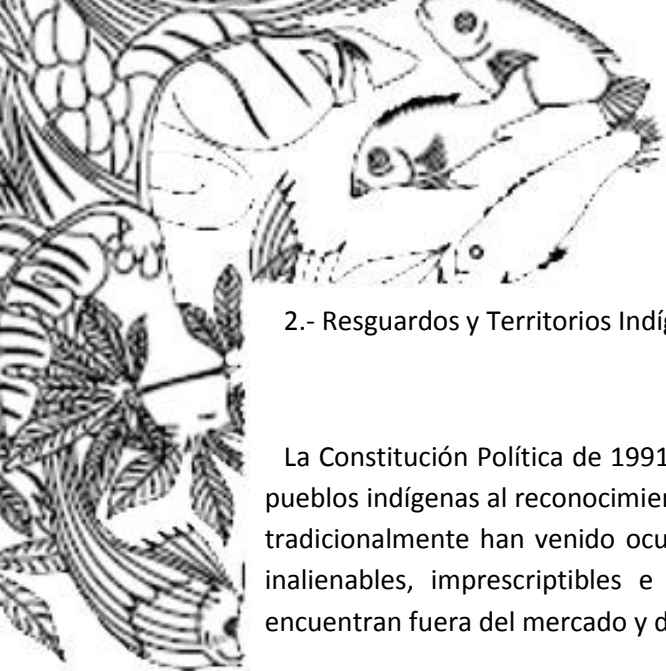 2.- Resguardos y Territorios Indíg
La Constitución Política de 1991
pueblos indígenas al reconocimien
tradicionalmente han venido ocu
inalienables, imprescriptibles e
encuentran fuera del mercado y d